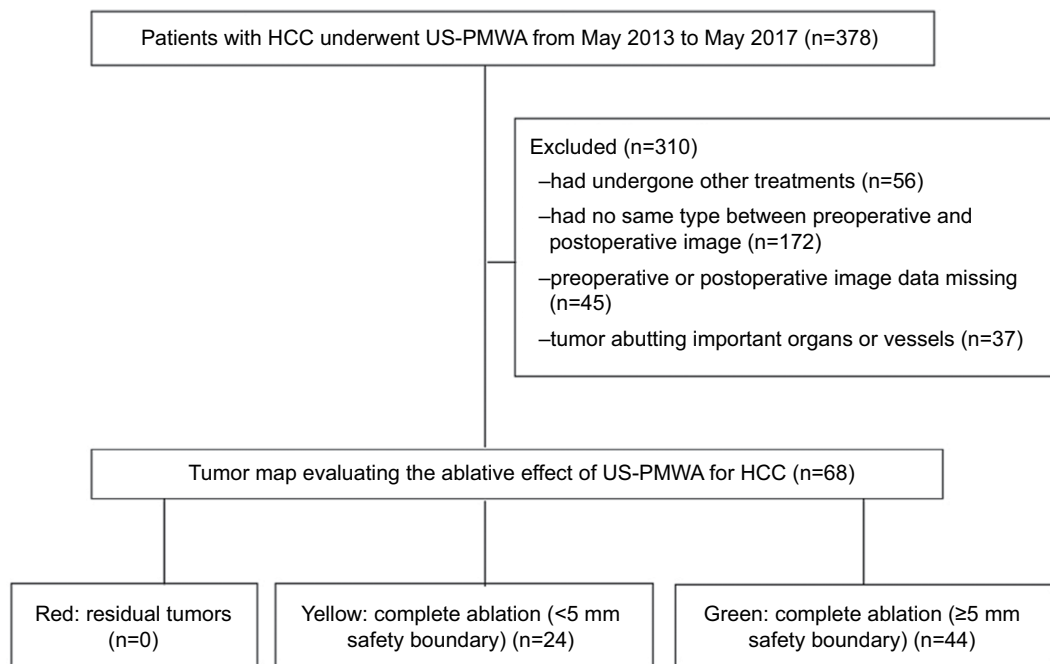 Patients with HCC underwent US-PMWA from May 2013 to May 2017 (n=378)
Excluded (n=310)
–had undergone other treatments (n=56)
–had no same type between preoperative and
postoperative image (n=172)
–preoperative or postoperative image data missing
(n=45)
–tumor abutting important organs or vessels (n=37)
Tumor map evaluating the ablative effect of US-PMWA for HCC (n=68)
Red: residual tumors
(n=0)
Yellow: complete ablation (<5 mm
safety boundary) (n=24)
Green: complete ablation (≥5 mm
safety boundary) (n=44)